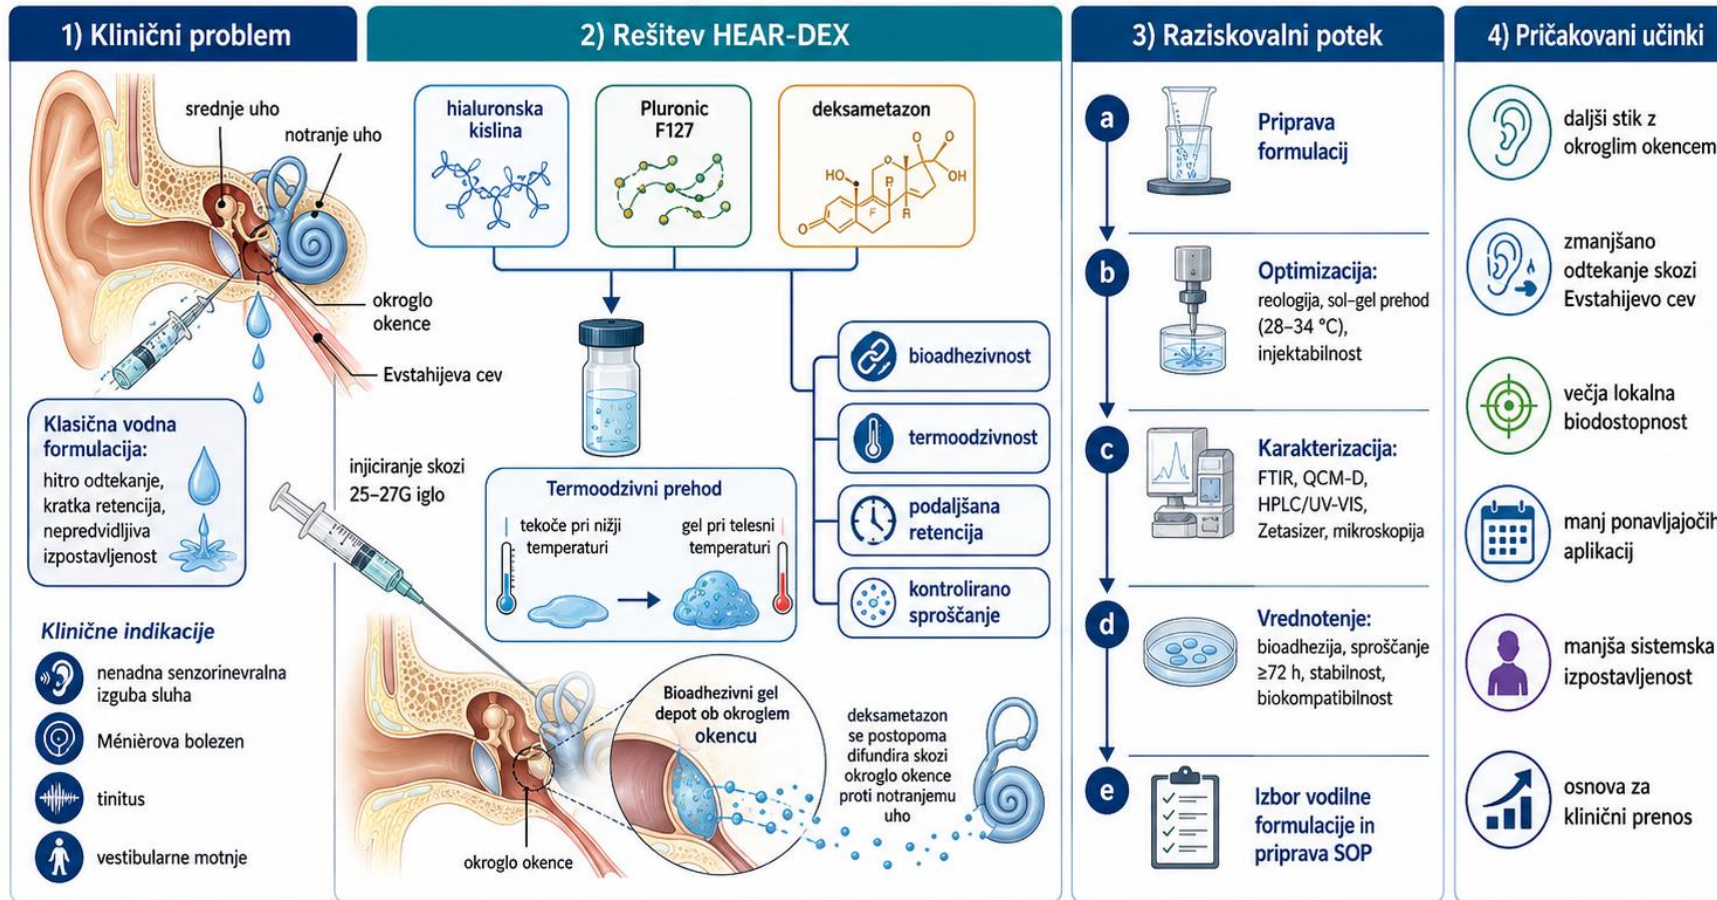 1) Klinični problem
srednje uho
notranje uho
okroglo
okence
Evstahijeva cev
Klasična vodna
formulacija:
hitro odtekanje,
kratka retencija,
nepredvidljiva
izpostavljenost
Klinične indikacije
nenadna senzorinevralna
izguba sluha
Ménièrova bolezen
tinitus
vestibularne motnje
2) Rešitev HEAR-DEX
hialuronska
kislina
Pluronic
F127
deksametazon
HO
O
O
O
OH
F
R
R
O
bioadhezivnost
termoodzivnost
podaljšana
retencija
kontrolirano
sproščanje
injiciranje skozi
25–27G iglo
Termoodzivni prehod
tekoče pri nižji
temperaturi
gel pri telesni
temperaturi
Bioadhezivni gel
depot ob okroglem
okencu
okroglo okence
deksametazon
se postopoma
difundira skozi
okroglo okence
proti notranjemu
uho
3) Raziskovalni potek
a
Priprava
formulacij
b
Optimizacija:
reologija, sol–gel prehod
(28–34 °C),
injektabilnost
c
Karakterizacija:
FTIR, QCM-D,
HPLC/UV-VIS,
Zetasizer, mikroskopija
d
Vrednotenje:
bioadhezija, sproščanje
≥72 h, stabilnost,
biokompatibilnost
e
Izbor vodilne
formulacije in
priprava SOP
4) Pričakovani učinki
daljši stik z
okroglim okencem
zmanjšano
odtekanje skozi
Evstahijevo cev
večja lokalna
biodostopnost
manj ponavljajočih
aplikacij
manjša sistemska
izpostavljenost
osnova za
klinični prenos